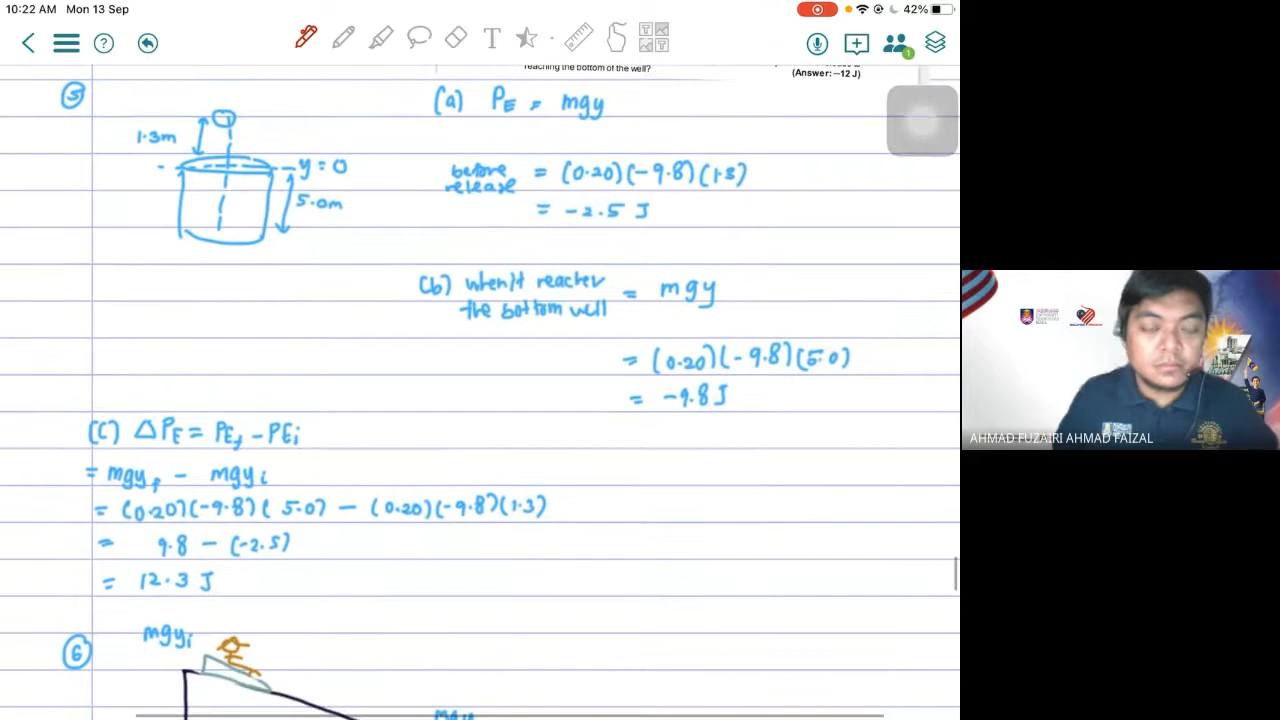 10:22 AM Mon 13 Sep
42%
1
reaching the bottom of the well?
(Answer: −12 J)
5
(a) PE = mgy
1.3m
y = 0
5.0m
before release = (0.20)(-9.8)(1.3)
= -2.5 J
(b) when it reaches the bottom well = mgy
= (0.20)(-9.8)(5.0)
= -9.8 J
(c) ΔPE = PEf - PEi
= mgyf - mgyi
= (0.20)(-9.8)(5.0) - (0.20)(-9.8)(1.3)
= 9.8 - (-2.5)
= 12.3 J
6
mgyi
AHMAD FUZAIRI AHMAD FAIZAL